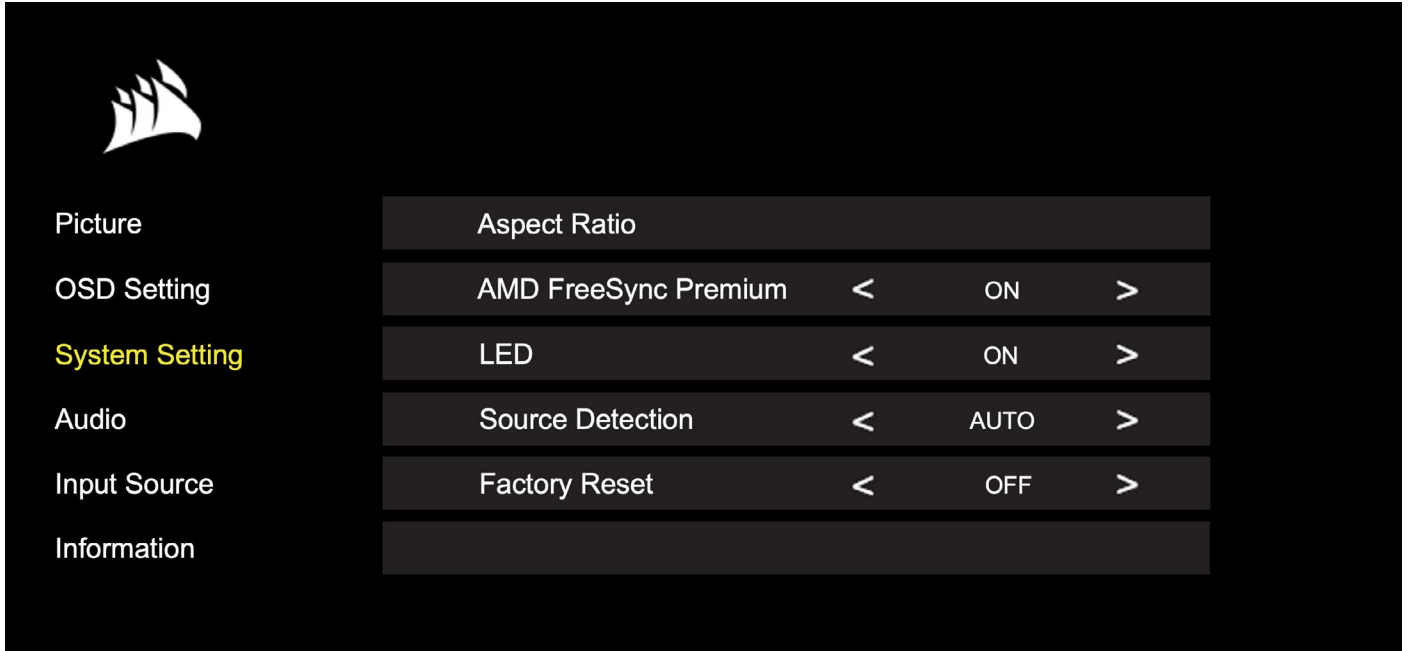 Picture Aspect Ratio
OSD Setting AMD FreeSync Premium < ON >
System Setting LED < ON >
Audio Source Detection < AUTO >
Input Source Factory Reset < OFF >
Information